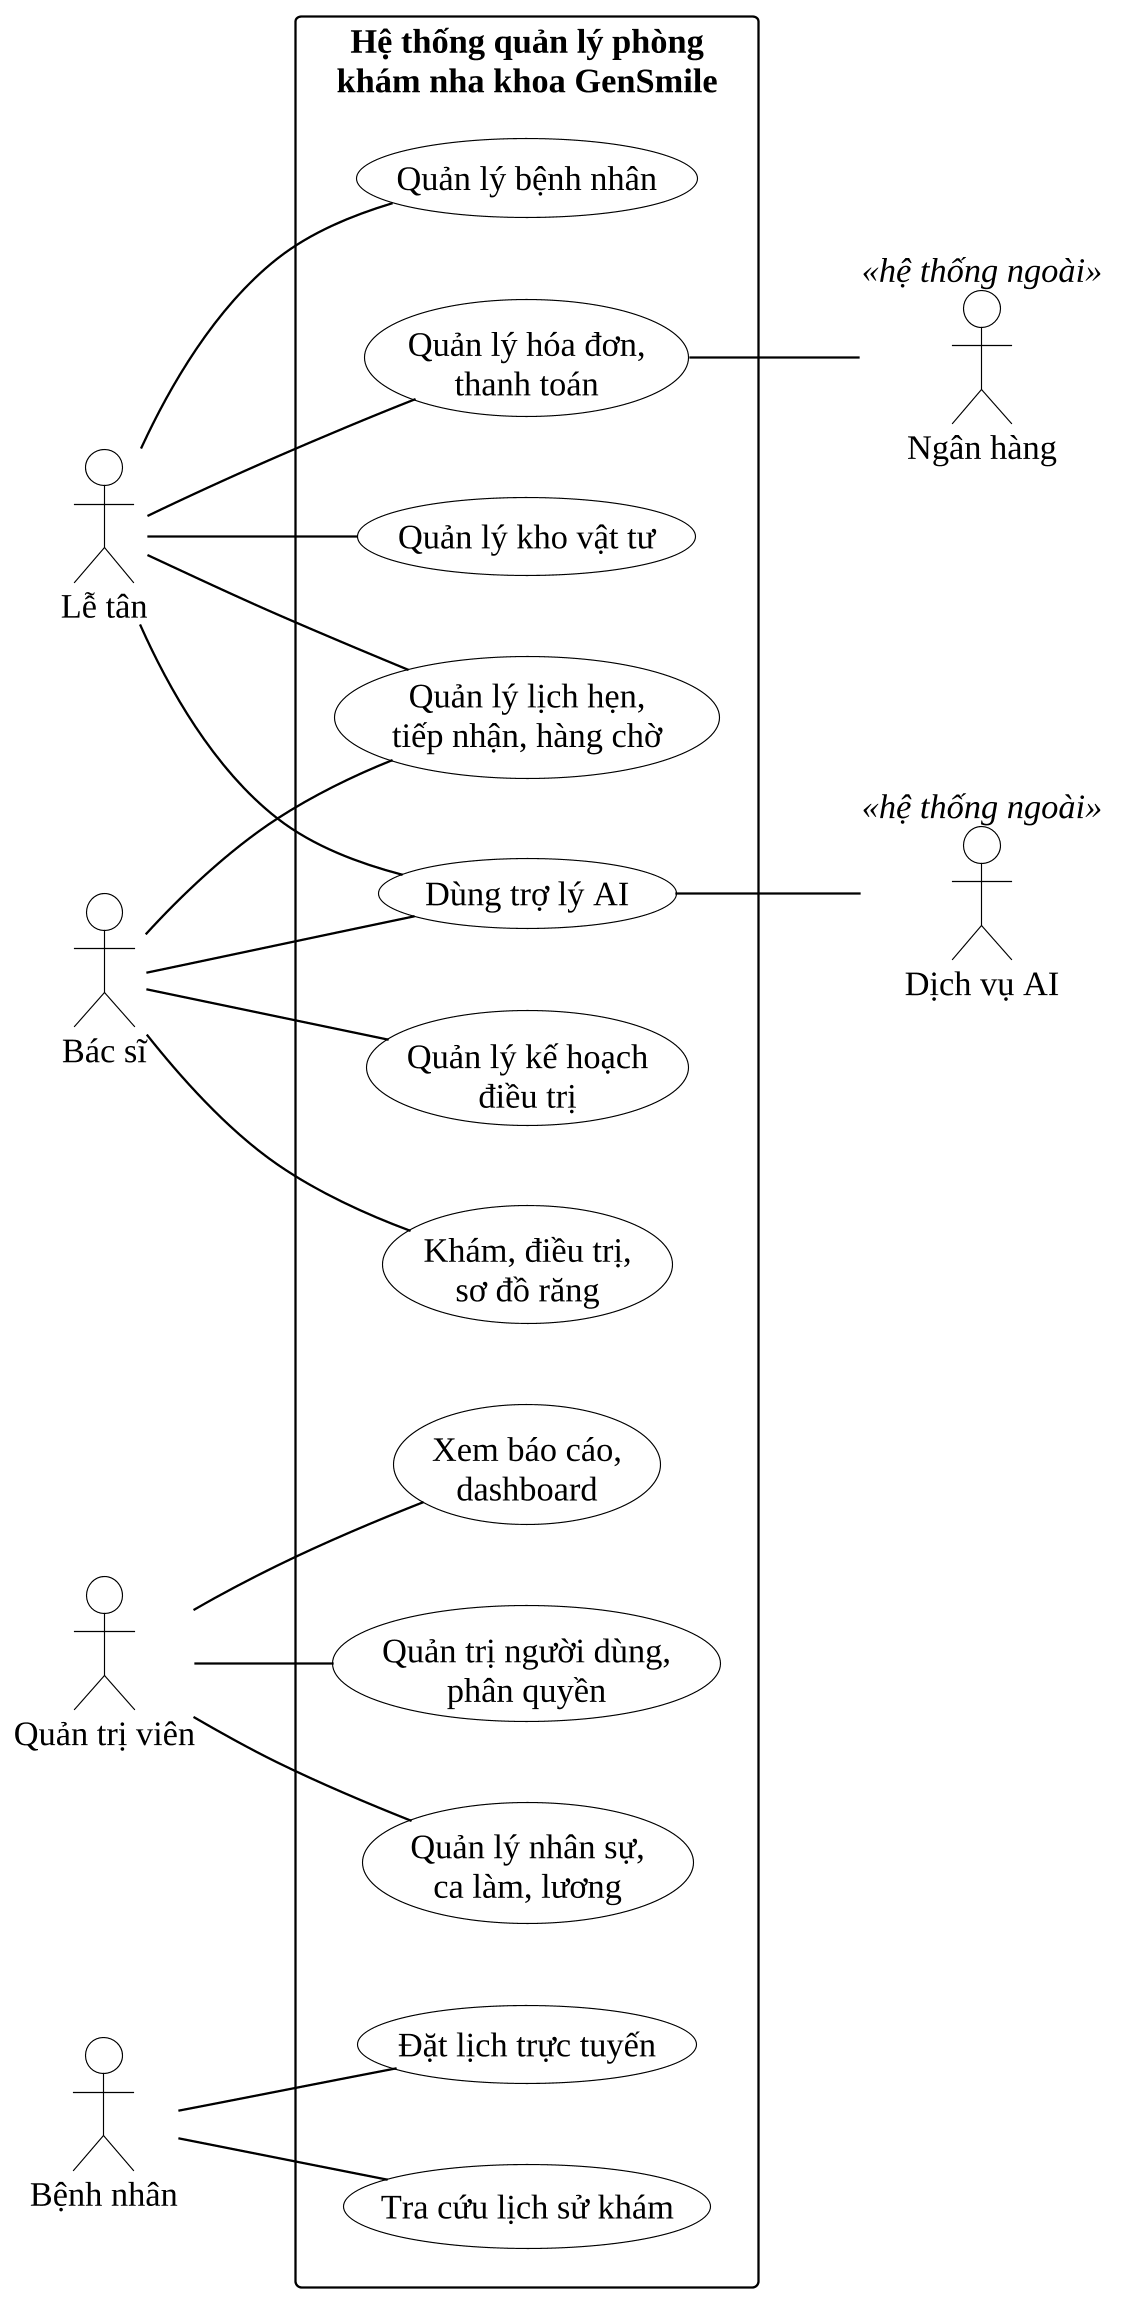 Hệ thống quản lý phòng
khám nha khoa GenSmile
Quản lý bệnh nhân
«hệ thống ngoài»
Quản lý hóa đơn,
thanh toán
Ngân hàng
Quản lý kho vật tư
Lễ tân
Quản lý lịch hẹn,
tiếp nhận, hàng chờ
«hệ thống ngoài»
Dùng trợ lý AI
Dịch vụ AI
Bác sĩ
Quản lý kế hoạch
điều trị
Khám, điều trị,
sơ đồ răng
Xem báo cáo,
dashboard
Quản trị người dùng,
phân quyền
Quản trị viên
Quản lý nhân sự,
ca làm, lương
Đặt lịch trực tuyến
Bệnh nhân
Tra cứu lịch sử khám